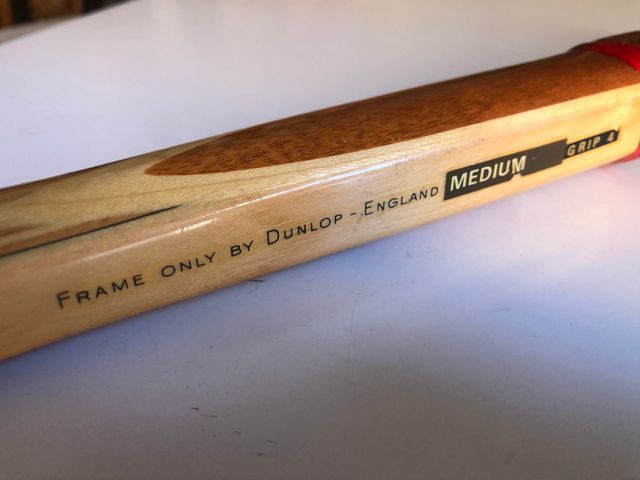 FRAME ONLY BY DUNLOP - ENGLAND
MEDIUM
GRIP 4